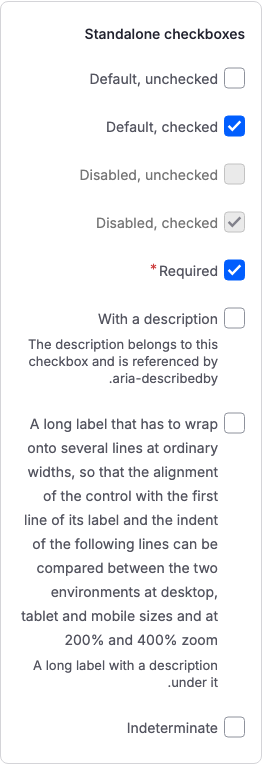 Standalone checkboxes
Default, unchecked
Default, checked
Disabled, unchecked
Disabled, checked
*Required
With a description
The description belongs to this
checkbox and is referenced by
.aria-describedby
A long label that has to wrap
onto several lines at ordinary
widths, so that the alignment
of the control with the first
line of its label and the indent
of the following lines can be
compared between the two
environments at desktop,
tablet and mobile sizes and at
200% and 400% zoom
A long label with a description
.under it
Indeterminate